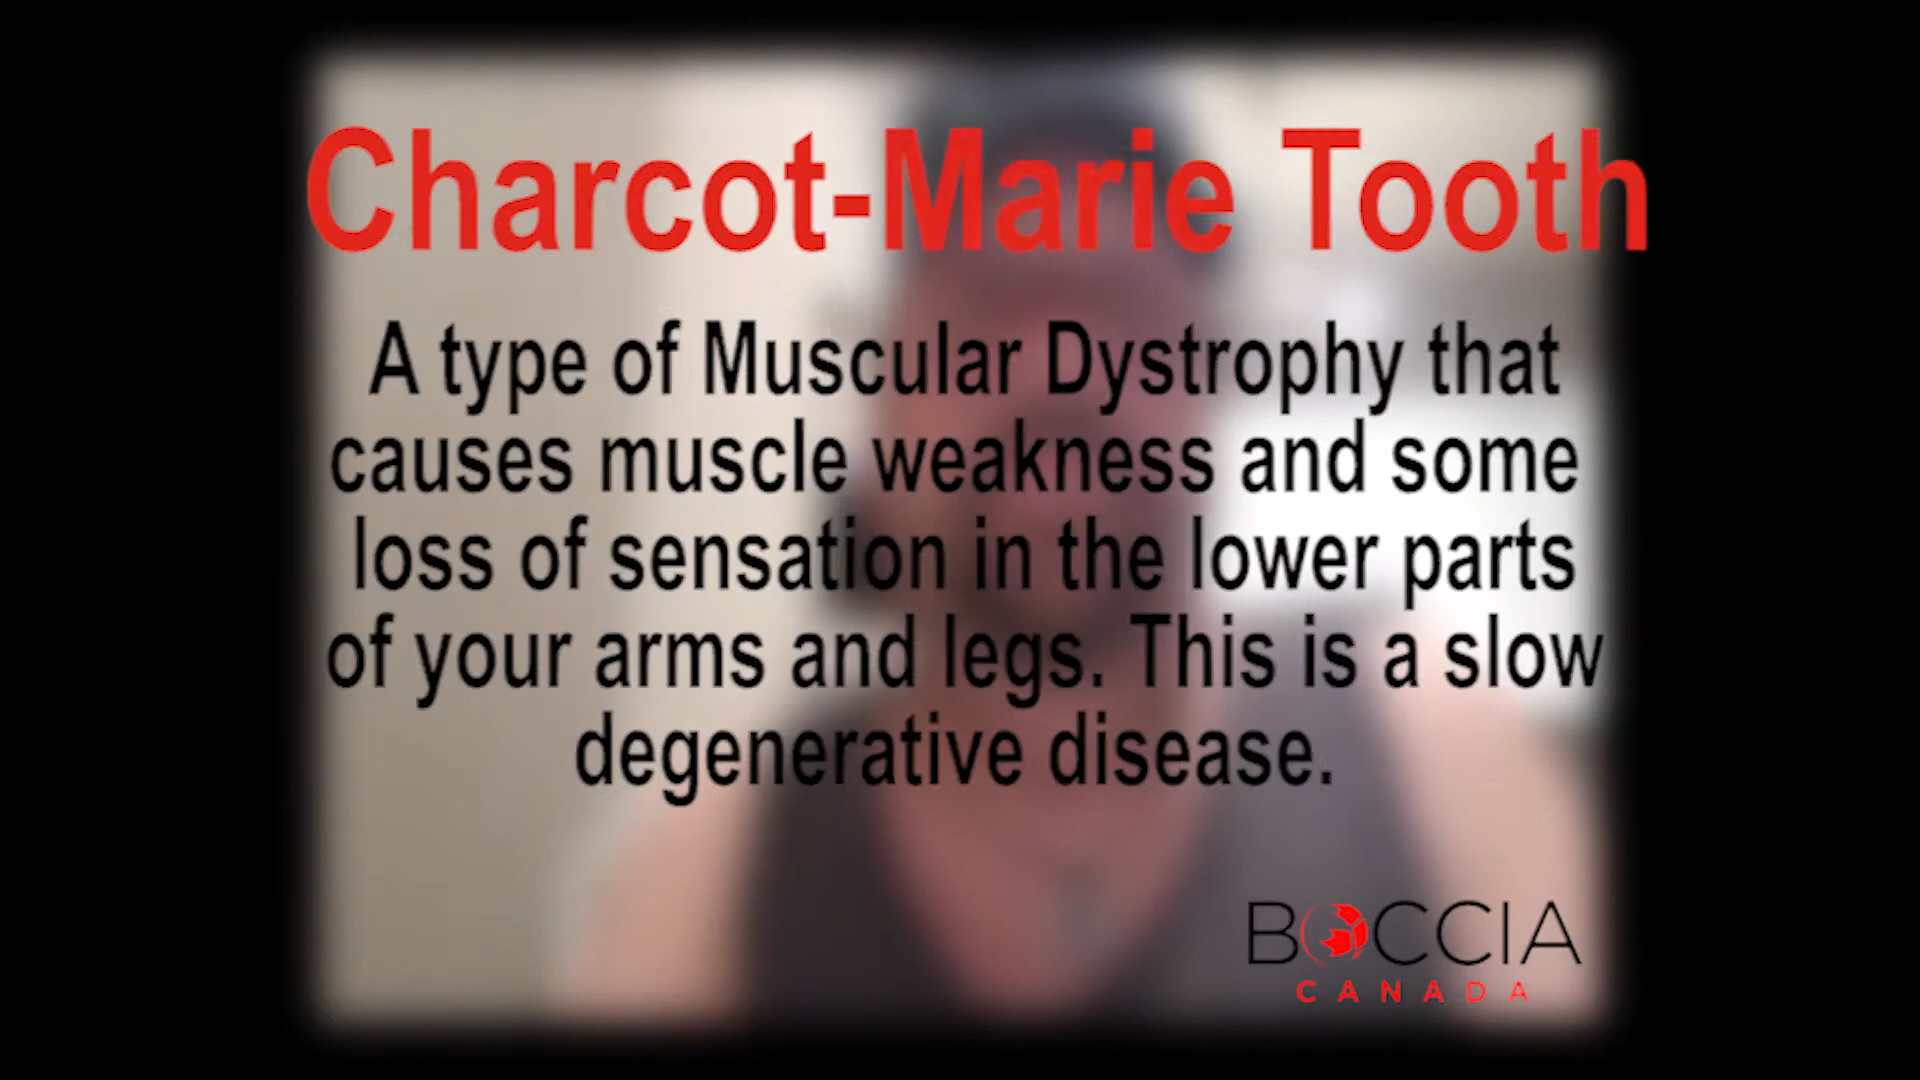 Charcot-Marie Tooth
A type of Muscular Dystrophy that
causes muscle weakness and some
loss of sensation in the lower parts
of your arms and legs. This is a slow
degenerative disease.
BOCCIA
CANADA